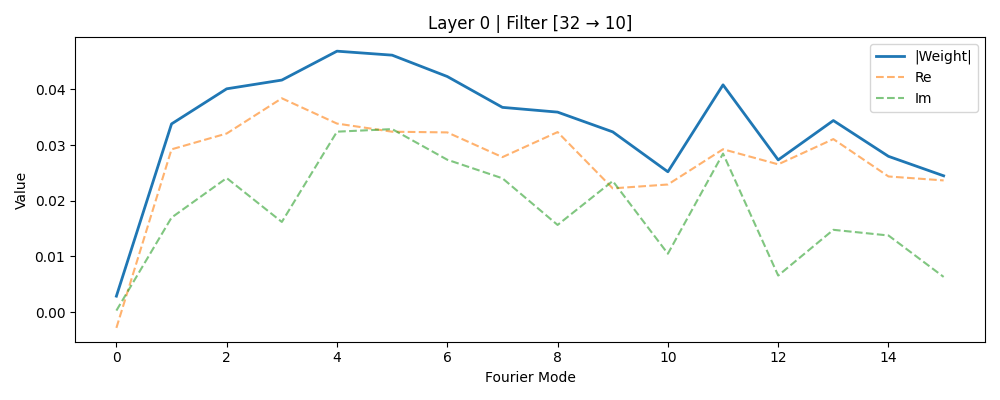 Layer 0 | Filter [32 → 10]
|Weight|
Re
Im
Value
0.04
0.03
0.02
0.01
0.00
0 2 4 6 8 10 12 14
Fourier Mode